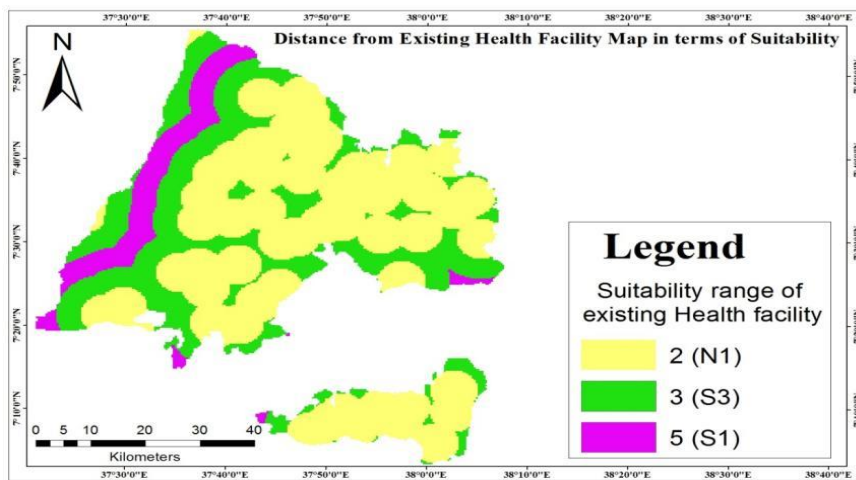 37°30'0"E 37°40'0"E 37°50'0"E 38°0'0"E 38°10'0"E 38°20'0"E 38°30'0"E 38°40'0"E
Distance from Existing Health Facility Map in terms of Suitability
N
7°50'0"N
7°40'0"N
7°30'0"N
7°20'0"N
7°10'0"N
Legend
Suitability range of
existing Health facility
2 (N1)
3 (S3)
5 (S1)
0 5 10 20 30 40
Kilometers
37°30'0"E 37°40'0"E 37°50'0"E 38°0'0"E 38°10'0"E 38°20'0"E 38°30'0"E 38°40'0"E